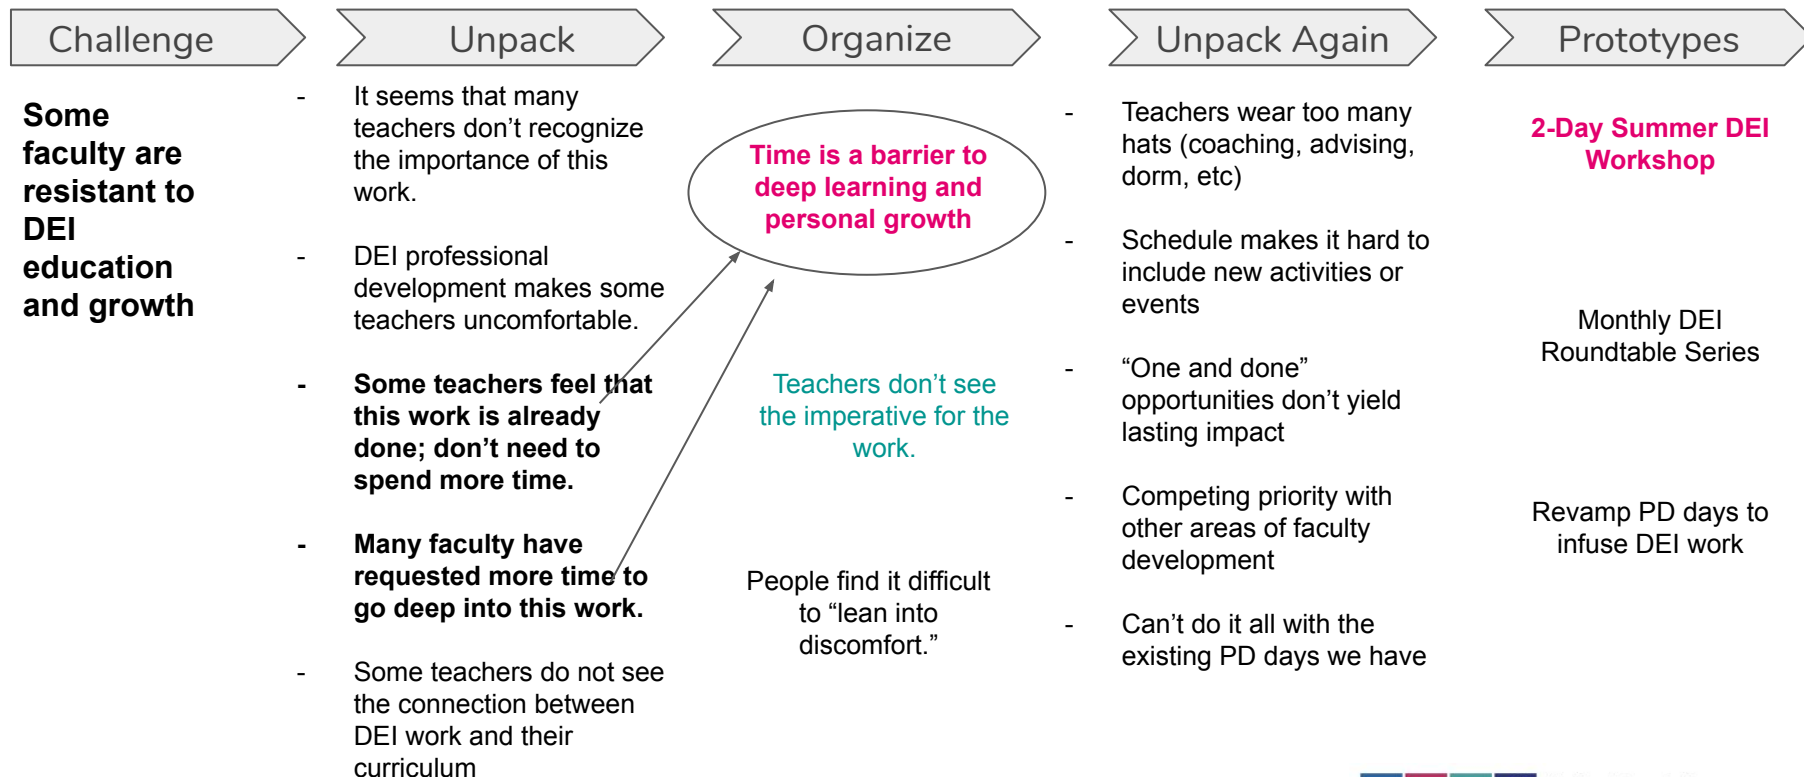 Challenge
Unpack
Organize
Unpack Again
Prototypes
Some
faculty are
resistant to
DEI
education
and growth
- It seems that many
teachers don’t recognize
the importance of this
work.
- DEI professional
development makes some
teachers uncomfortable.
- Some teachers feel that
this work is already
done; don’t need to
spend more time.
- Many faculty have
requested more time to
go deep into this work.
- Some teachers do not see
the connection between
DEI work and their
curriculum
Time is a barrier to
deep learning and
personal growth
Teachers don’t see
the imperative for the
work.
People find it difficult
to “lean into
discomfort.”
- Teachers wear too many
hats (coaching, advising,
dorm, etc)
- Schedule makes it hard to
include new activities or
events
- “One and done”
opportunities don’t yield
lasting impact
- Competing priority with
other areas of faculty
development
- Can’t do it all with the
existing PD days we have
2-Day Summer DEI
Workshop
Monthly DEI
Roundtable Series
Revamp PD days to
infuse DEI work